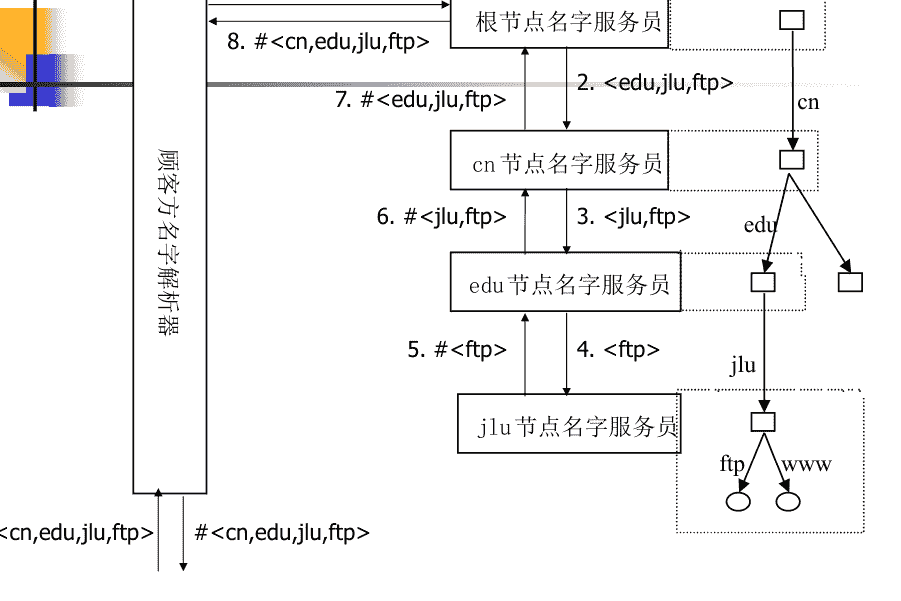 根节点名字服务员
8. #<cn,edu,jlu,ftp>
2. <edu,jlu,ftp>
7. #<edu,jlu,ftp>
cn
cn节点名字服务员
顾客方名字解析器
6. #<jlu,ftp>
3. <jlu,ftp>
edu
edu节点名字服务员
5. #<ftp>
4. <ftp>
jlu
jlu节点名字服务员
ftp
www
<cn,edu,jlu,ftp>
#<cn,edu,jlu,ftp>